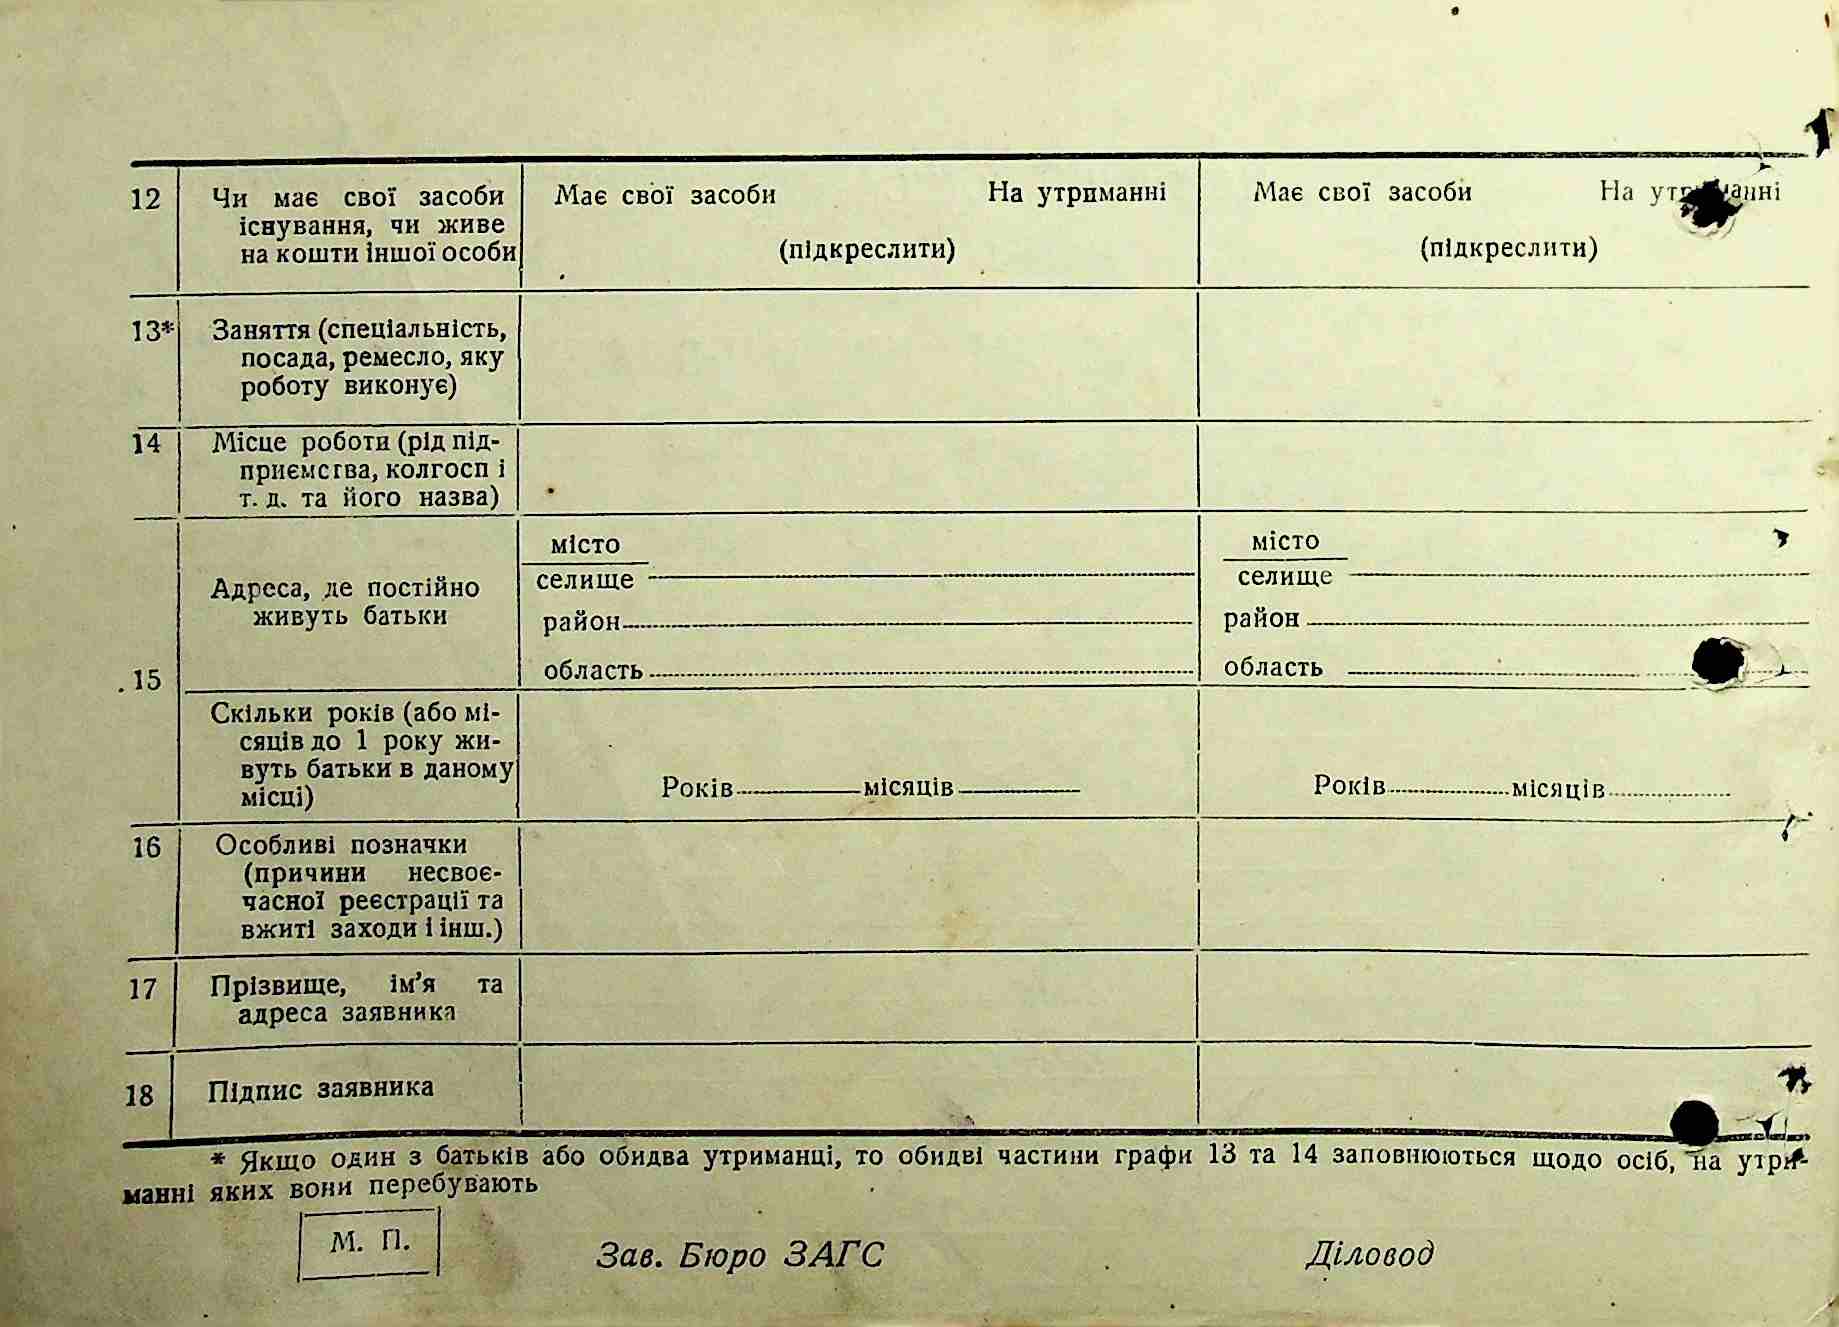 12 Чи має свої засоби Має свої засоби На утриманні Має свої засоби На утриманні
існування, чи живе
на кошти іншої особи (підкреслити) (підкреслити)
13* Заняття (спеціальність,
посада, ремесло, яку
роботу виконує)
14 Місце роботи (рід під-
приємства, колгосп і
т. д. та його назва)
місто місто
Адреса, де постійно селище селище
живуть батьки район район
15 область область
Скільки років (або мі-
сяців до 1 року жи-
вуть батьки в даному Років місяців Років місяців
місці)
16 Особливі позначки
(причини несвоє-
часної реєстрації та
вжиті заходи і інш.)
17 Прізвище, ім'я та
адреса заявника
18 Підпис заявника
* Якщо один з батьків або обидва утриманці, то обидві частини графи 13 та 14 заповнюються щодо осіб, на утри-
манні яких вони перебувають
М. П. Зав. Бюро ЗАГС Діловод